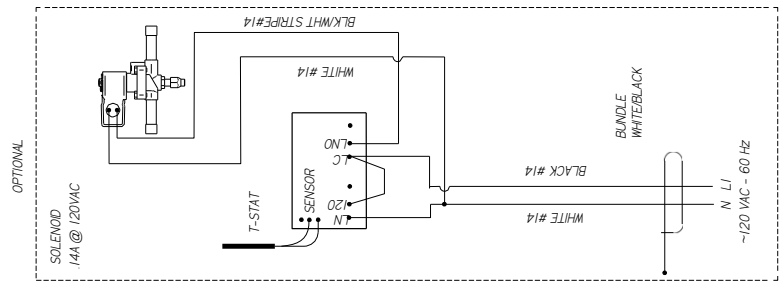 OPTIONAL
SOLENOID
.14A @ 120VAC
BLK/WHT STRIPE#14
WHITE #14
T-STAT
SENSOR
LNO
LC
120
LN
BLACK #14
WHITE #14
BUNDLE
WHITE/BLACK
N L1
~120 VAC - 60 Hz